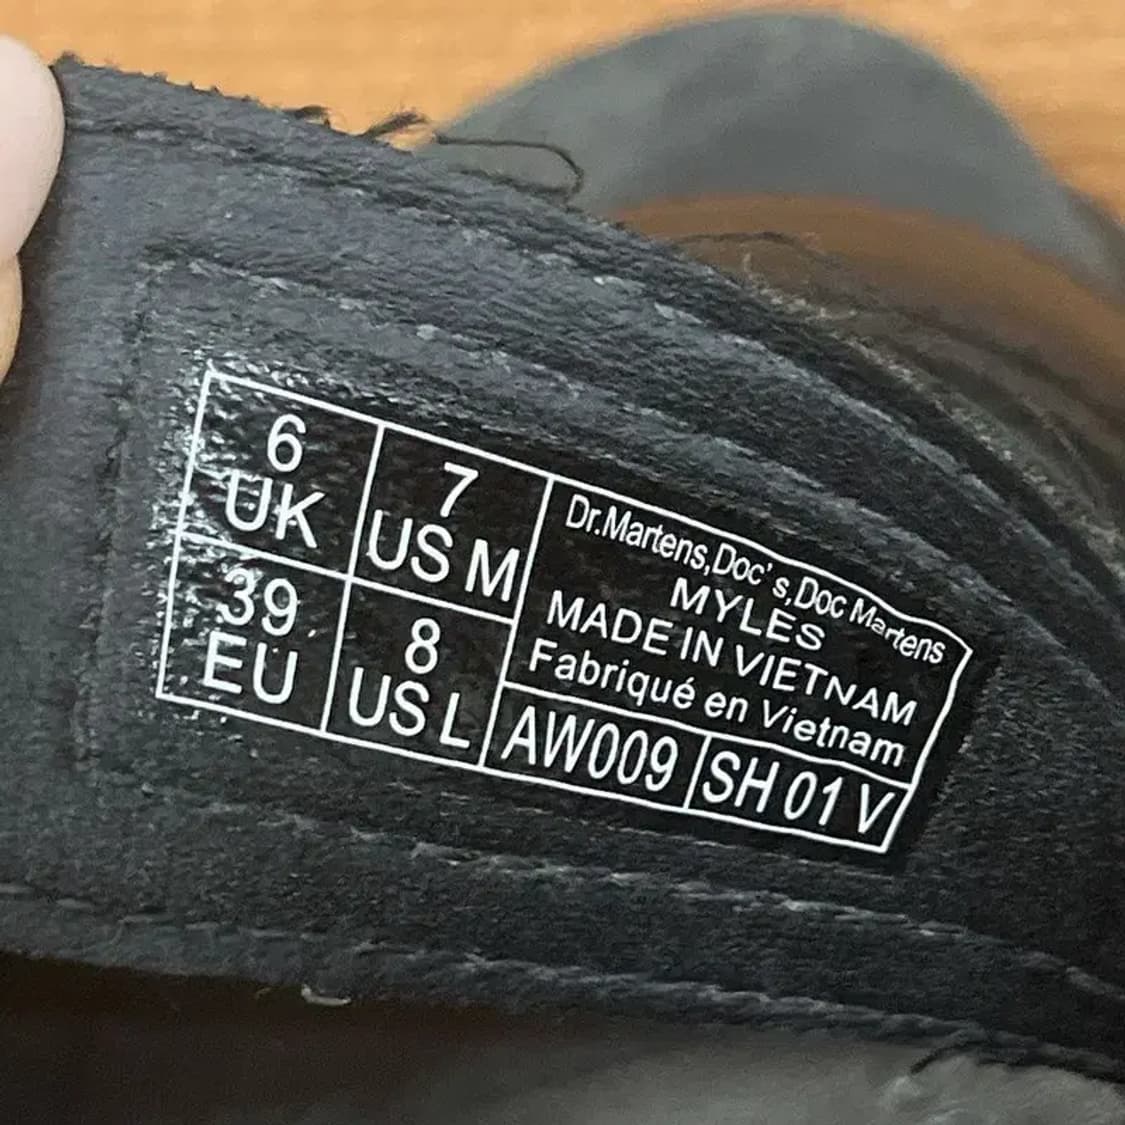 6
UK
7
US M
39
EU
8
US L
Dr.Martens,Doc's,Doc Martens
MYLES
MADE IN VIETNAM
Fabriqué en Vietnam
AW009
SH 01 V